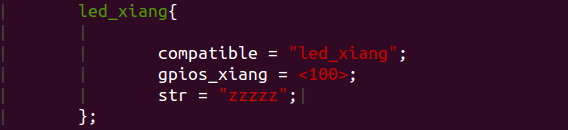 led_xiang{
compatible = "led_xiang";
gpios_xiang = <100>;
str = "zzzzz";
};